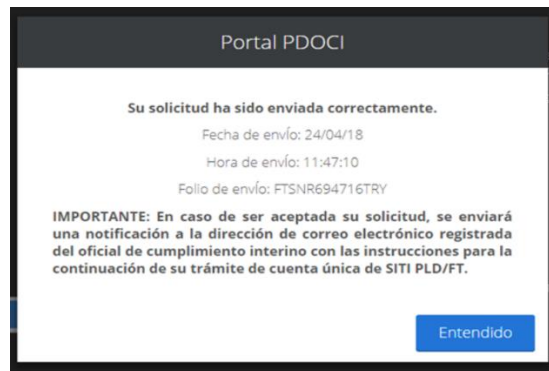 Portal PDOCI
Su solicitud ha sido enviada correctamente.
Fecha de envío: 24/04/18
Hora de envío: 11:47:10
Folio de envío: FTSNR694716TRY
IMPORTANTE: En caso de ser aceptada su solicitud, se enviará
una notificación a la dirección de correo electrónico registrada
del oficial de cumplimiento interino con las instrucciones para la
continuación de su trámite de cuenta única de SITI PLD/FT.
Entendido